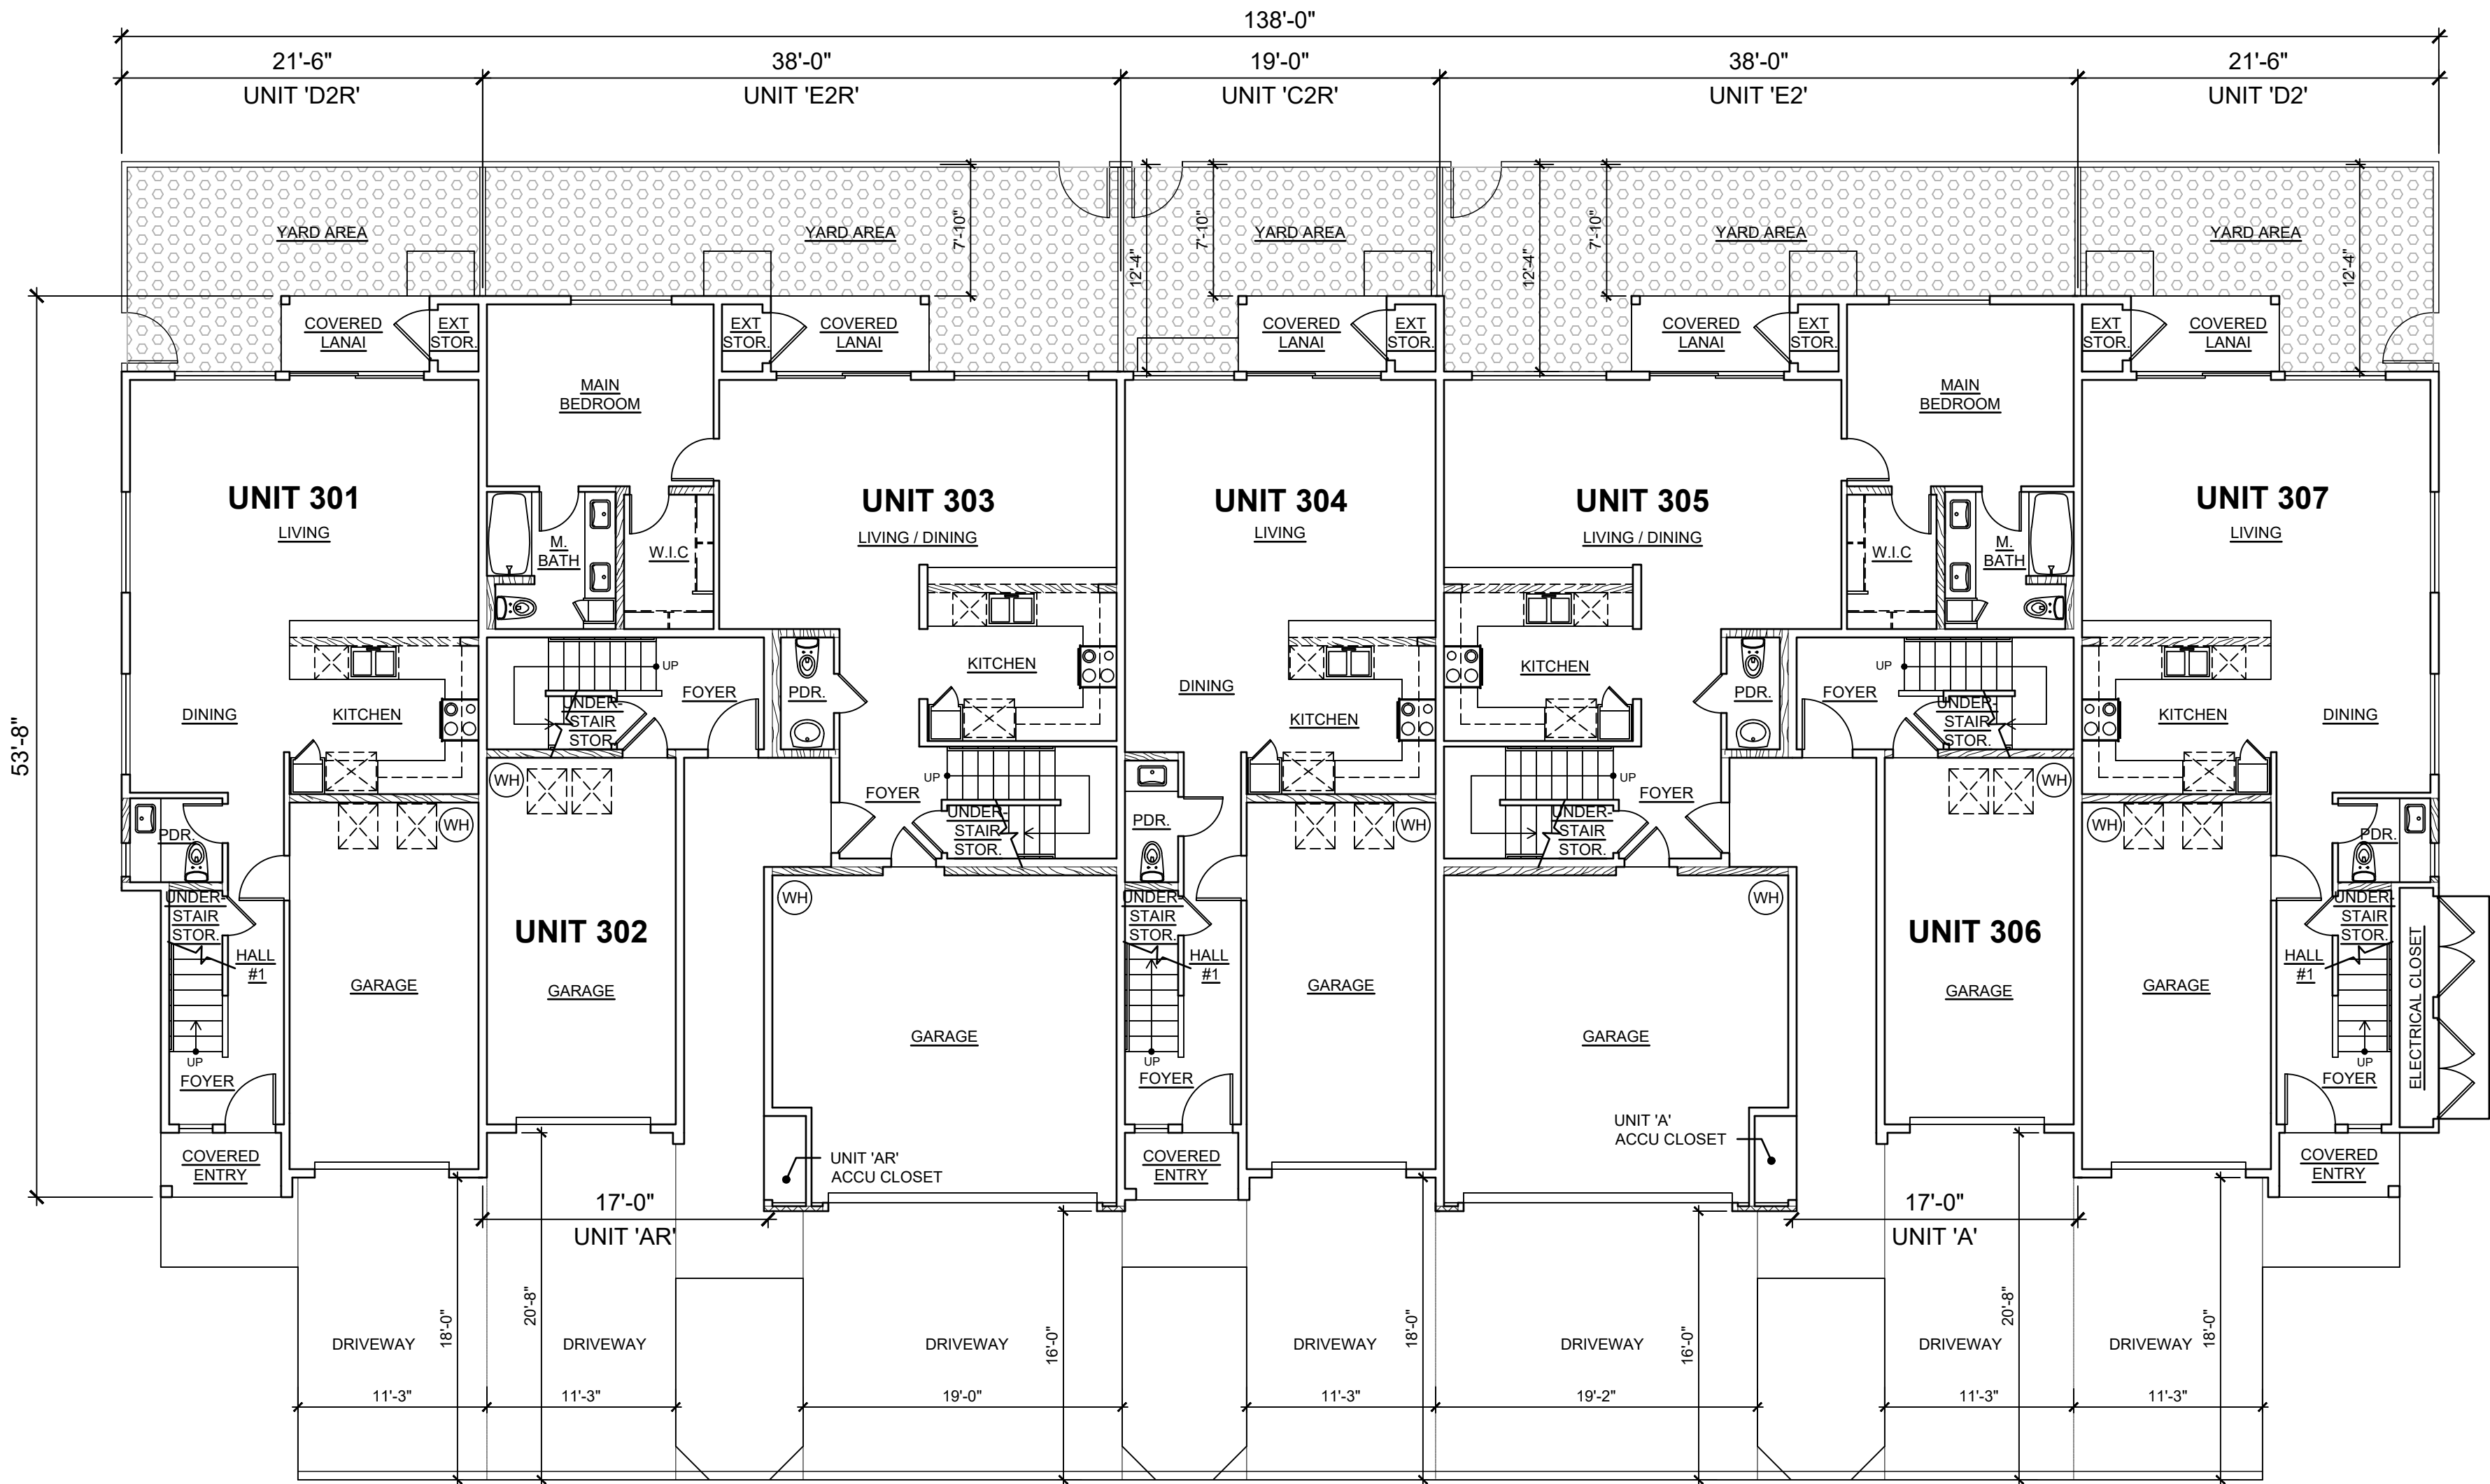 138'-0"
21'-6"
38'-0"
19'-0"
38'-0"
21'-6"
UNIT 'D2R'
UNIT 'E2R'
UNIT 'C2R'
UNIT 'E2'
UNIT 'D2'
YARD AREA
YARD AREA
7'-10"
12'-4"
7'-10"
YARD AREA
12'-4"
7'-10"
YARD AREA
YARD AREA
12'-4"
COVERED
LANAI
EXT
STOR.
EXT
STOR.
COVERED
LANAI
COVERED
LANAI
EXT
STOR.
COVERED
LANAI
EXT
STOR.
EXT
STOR.
COVERED
LANAI
MAIN
BEDROOM
MAIN
BEDROOM
UNIT 301
LIVING
UNIT 303
LIVING / DINING
UNIT 304
LIVING
UNIT 305
LIVING / DINING
UNIT 307
LIVING
M.
BATH
W.I.C
W.I.C
M.
BATH
53'-8"
DINING
KITCHEN
UP
FOYER
UNDER-
STAIR
STOR.
PDR.
KITCHEN
DINING
KITCHEN
KITCHEN
PDR.
UP
FOYER
UNDER-
STAIR
STOR.
KITCHEN
DINING
WH
WH
UP
FOYER
UNDER-
STAIR
STOR.
UP
FOYER
UNDER-
STAIR
STOR.
WH
PDR.
WH
PDR.
WH
WH
PDR.
UNDER-
STAIR
STOR.
WH
UNDER-
STAIR
STOR.
WH
UNDER-
STAIR
STOR.
HALL
#1
UNIT 302
HALL
#1
UNIT 306
HALL
#1
GARAGE
GARAGE
GARAGE
GARAGE
GARAGE
GARAGE
GARAGE
ELECTRICAL CLOSET
UP
FOYER
UP
FOYER
UP
FOYER
UNIT 'A'
ACCU CLOSET
COVERED
ENTRY
UNIT 'AR'
ACCU CLOSET
COVERED
ENTRY
COVERED
ENTRY
17'-0"
UNIT 'AR'
17'-0"
UNIT 'A'
DRIVEWAY
18'-0"
20'-8"
DRIVEWAY
DRIVEWAY
16'-0"
DRIVEWAY
18'-0"
DRIVEWAY
16'-0"
DRIVEWAY
20'-8"
DRIVEWAY
18'-0"
11'-3"
11'-3"
19'-0"
11'-3"
19'-2"
11'-3"
11'-3"